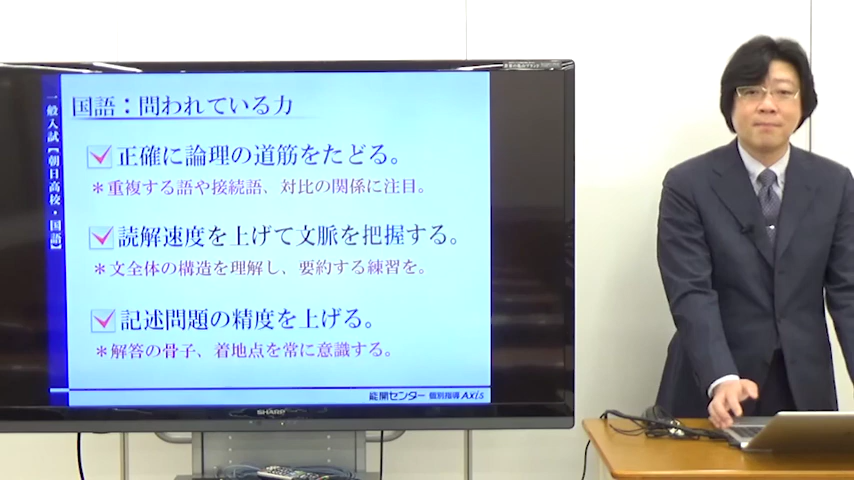 一般入試【朝日高校・国語】
国語：問われている力
正確に論理の道筋をたどる。
＊重複する語や接続語、対比の関係に注目。
読解速度を上げて文脈を把握する。
＊文全体の構造を理解し、要約する練習を。
記述問題の精度を上げる。
＊解答の骨子、着地点を常に意識する。
能開センター 個別指導 Axis
SHARP